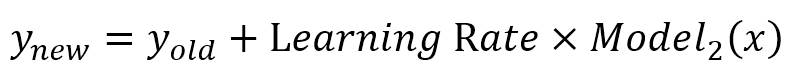 y_new = y_old + Learning Rate × Model_2(x)